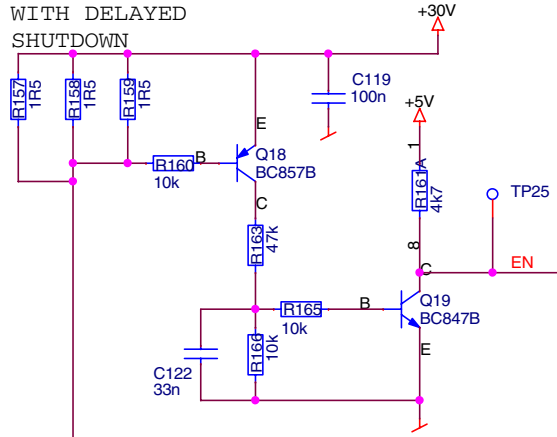 WITH DELAYED
SHUTDOWN
+30V
R157
1R5
R158
1R5
R159
1R5
C119
100n
+5V
E
R160
10k
B
Q18
BC857B
C
1
R161A
4k7
8
TP25
R163
47k
C
EN
R165
10k
B
Q19
BC847B
E
R166
10k
C122
33n